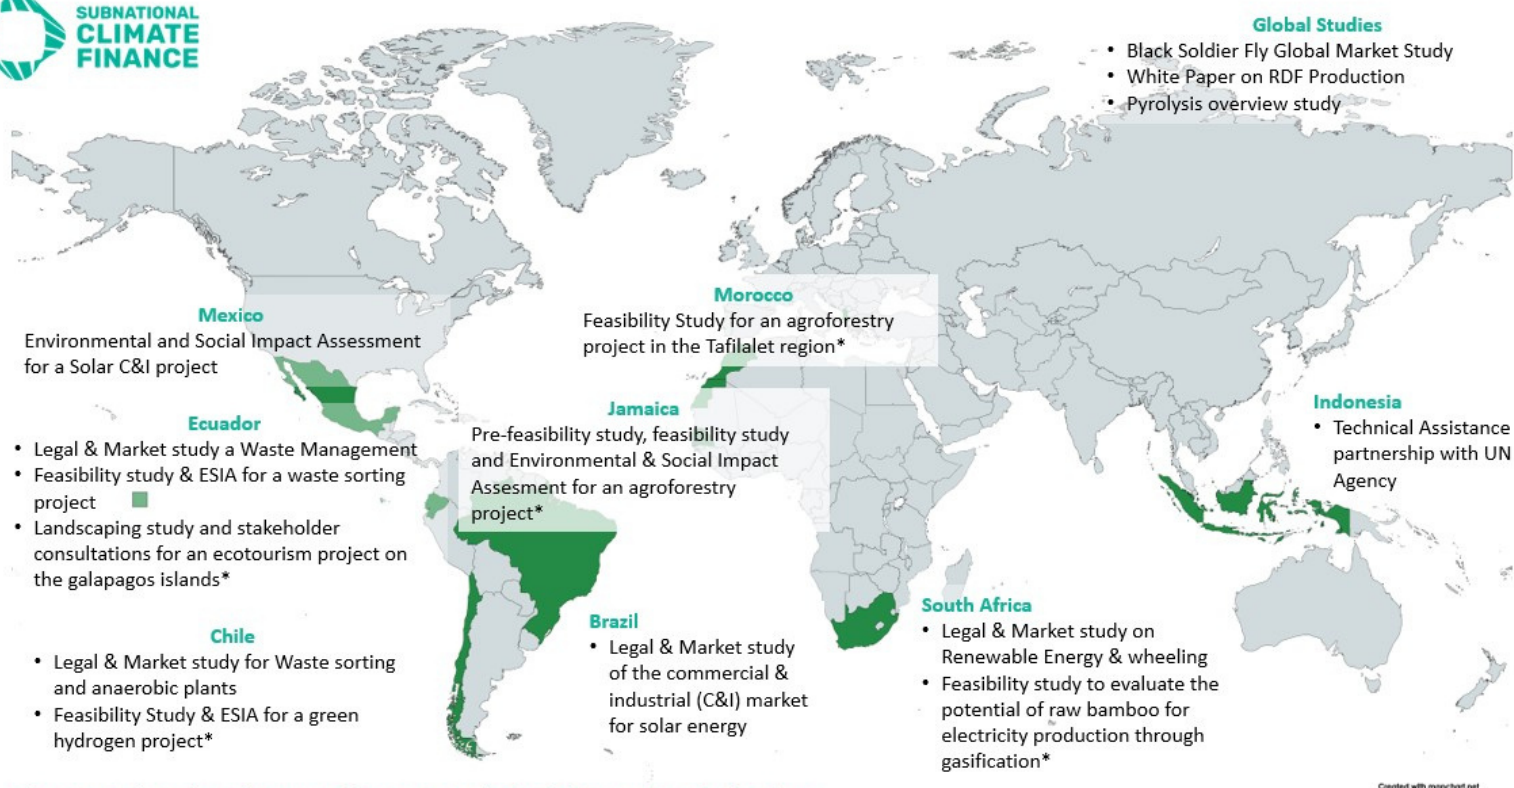 SUBNATIONAL
CLIMATE
FINANCE
Global Studies
• Black Soldier Fly Global Market Study
• White Paper on RDF Production
• Pyrolysis overview study
Mexico
Environmental and Social Impact Assessment
for a Solar C&I project
Morocco
Feasibility Study for an agroforestry
project in the Tafilalet region*
Ecuador
• Legal & Market study a Waste Management
• Feasibility study & ESIA for a waste sorting
project
• Landscaping study and stakeholder
consultations for an ecotourism project on
the galapagos islands*
Jamaica
Pre-feasibility study, feasibility study
and Environmental & Social Impact
Assesment for an agroforestry
project*
Indonesia
• Technical Assistance
partnership with UN
Agency
Chile
• Legal & Market study for Waste sorting
and anaerobic plants
• Feasibility Study & ESIA for a green
hydrogen project*
Brazil
• Legal & Market study
of the commercial &
industrial (C&I) market
for solar energy
South Africa
• Legal & Market study on
Renewable Energy & wheeling
• Feasibility study to evaluate the
potential of raw bamboo for
electricity production through
gasification*
Created with mapchart.net